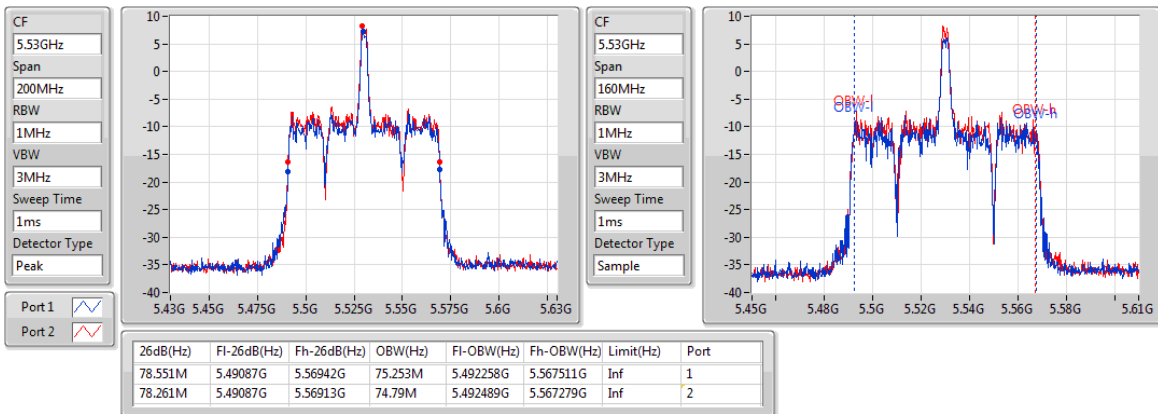 CF
5.53GHz
Span
200MHz
RBW
1MHz
VBW
3MHz
Sweep Time
1ms
Detector Type
Peak
Port 1
Port 2
10
5
0
-5
-10
-15
-20
-25
-30
-35
-40
5.43G 5.45G 5.475G 5.5G 5.525G 5.55G 5.575G 5.6G 5.63G
CF
5.53GHz
Span
160MHz
RBW
1MHz
VBW
3MHz
Sweep Time
1ms
Detector Type
Sample
10
5
0
-5
-10
-15
-20
-25
-30
-35
-40
OBW-l
OBW-l
OBW-h
OBW-h
5.45G 5.48G 5.5G 5.52G 5.54G 5.56G 5.58G 5.61G
26dB(Hz) Fl-26dB(Hz) Fh-26dB(Hz) OBW(Hz) Fl-OBW(Hz) Fh-OBW(Hz) Limit(Hz) Port
78.551M 5.49087G 5.56942G 75.253M 5.492258G 5.567511G Inf 1
78.261M 5.49087G 5.56913G 74.79M 5.492489G 5.567279G Inf 2